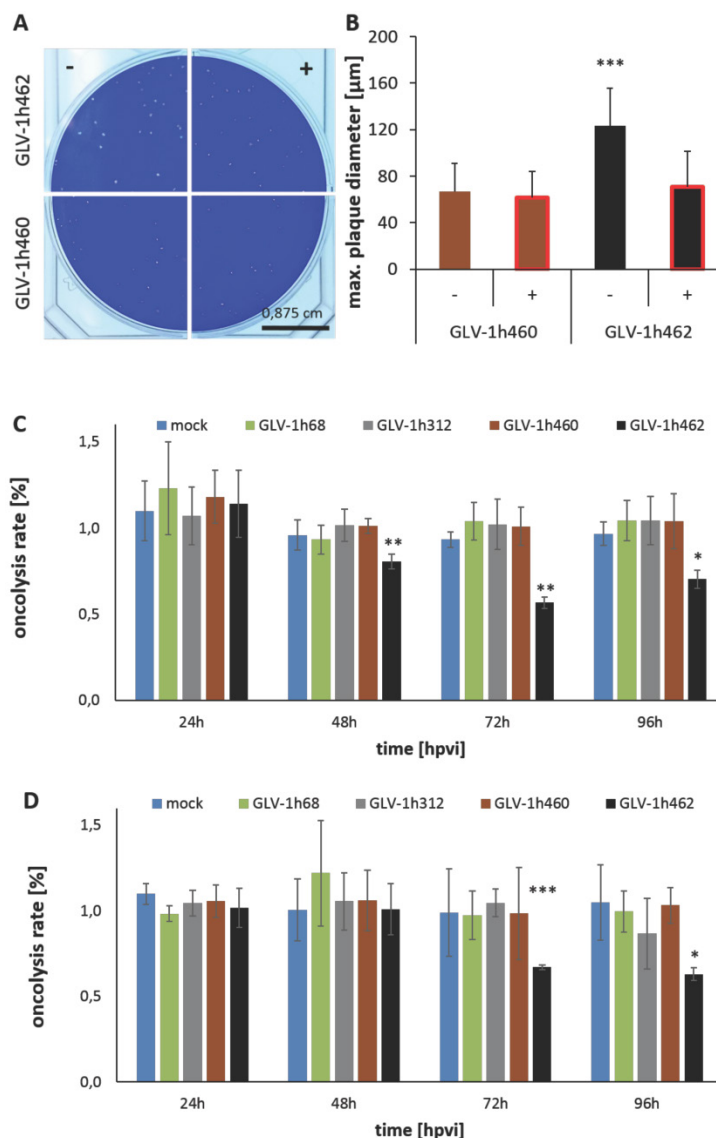 A
-
+
GLV-1h462
GLV-1h460
0,875 cm
B
max. plaque diameter [µm]
200
160
120
80
40
0
***
- + - +
GLV-1h460 GLV-1h462
C
mock GLV-1h68 GLV-1h312 GLV-1h460 GLV-1h462
oncolysis rate [%]
1,5
1,0
0,5
0,0
**
**
*
24h 48h 72h 96h
time [hpvi]
D
mock GLV-1h68 GLV-1h312 GLV-1h460 GLV-1h462
oncolysis rate [%]
1,5
1,0
0,5
0,0
***
*
24h 48h 72h 96h
time [hpvi]